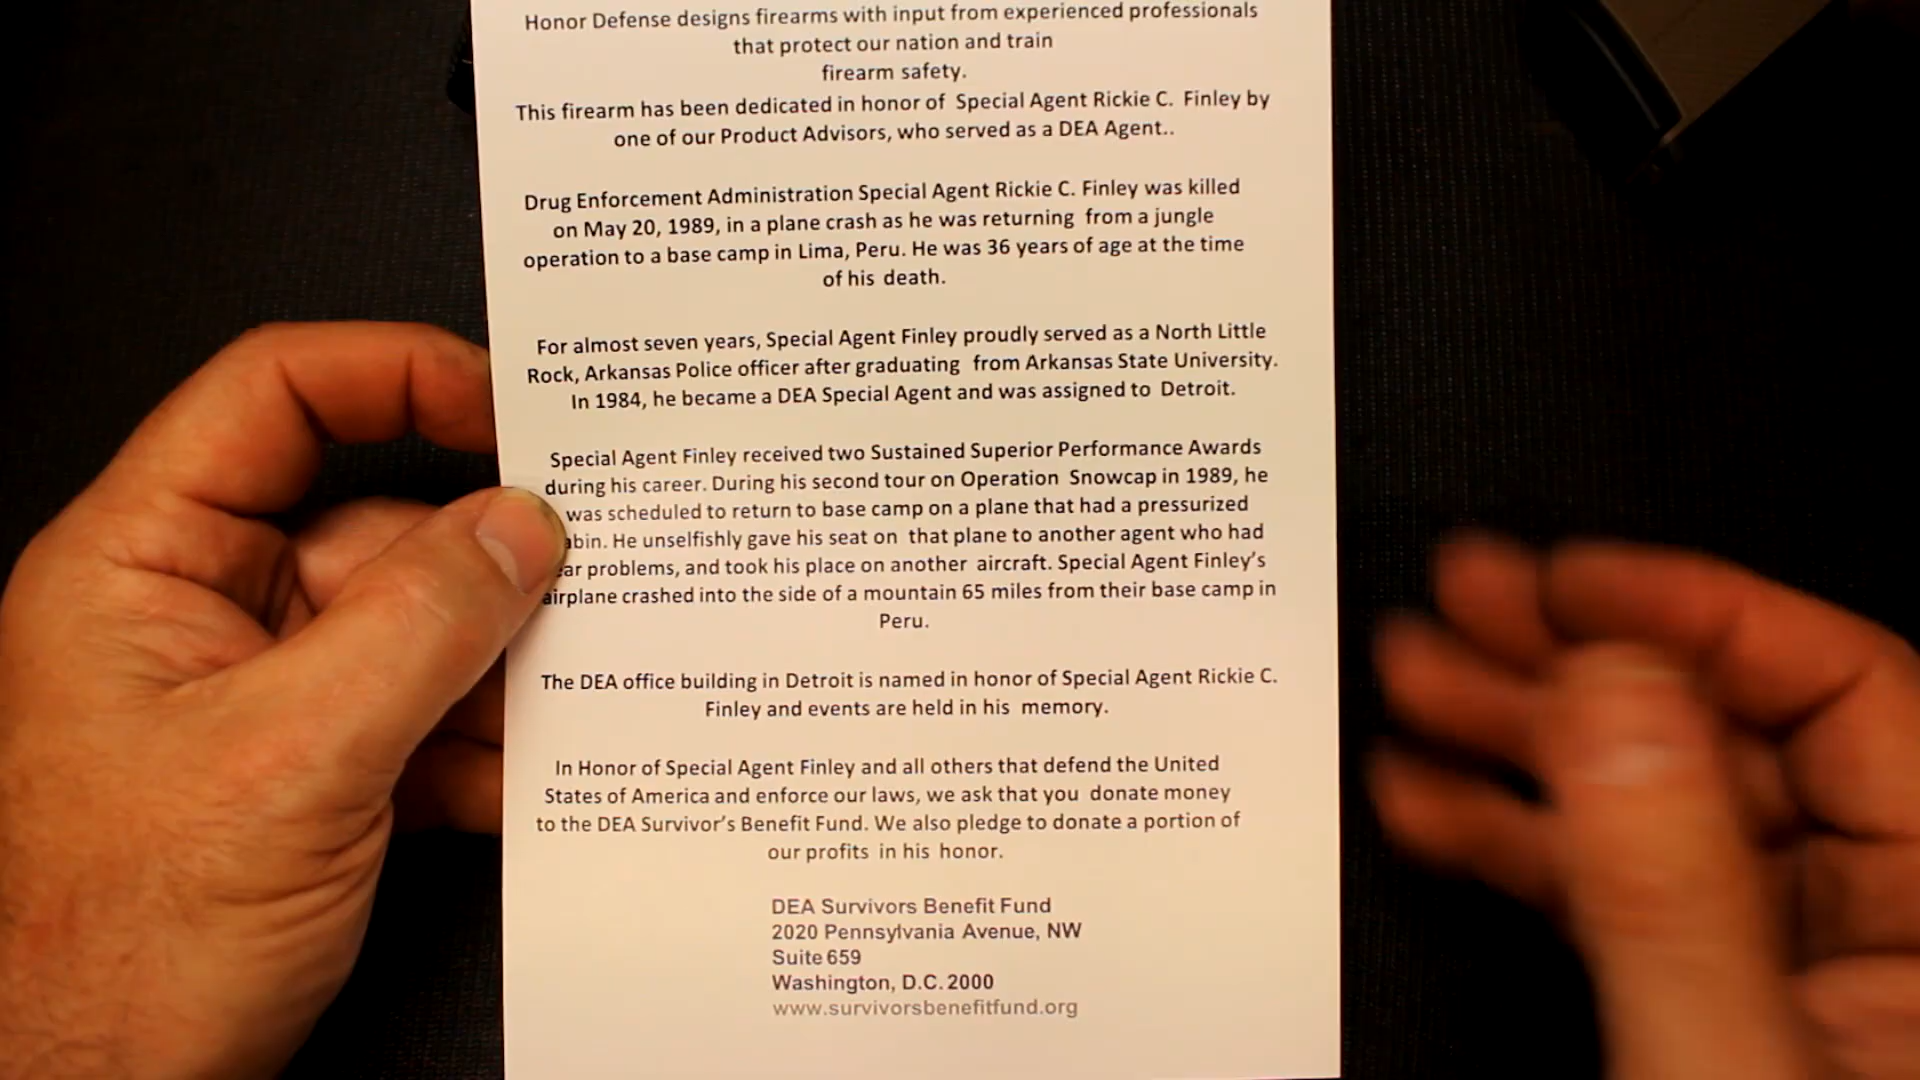 Honor Defense designs firearms with input from experienced professionals
that protect our nation and train
firearm safety.
This firearm has been dedicated in honor of Special Agent Rickie C. Finley by
one of our Product Advisors, who served as a DEA Agent..
Drug Enforcement Administration Special Agent Rickie C. Finley was killed
on May 20, 1989, in a plane crash as he was returning from a jungle
operation to a base camp in Lima, Peru. He was 36 years of age at the time
of his death.
For almost seven years, Special Agent Finley proudly served as a North Little
Rock, Arkansas Police officer after graduating from Arkansas State University.
In 1984, he became a DEA Special Agent and was assigned to Detroit.
Special Agent Finley received two Sustained Superior Performance Awards
during his career. During his second tour on Operation Snowcap in 1989, he
was scheduled to return to base camp on a plane that had a pressurized
abin. He unselfishly gave his seat on that plane to another agent who had
ar problems, and took his place on another aircraft. Special Agent Finley's
airplane crashed into the side of a mountain 65 miles from their base camp in
Peru.
The DEA office building in Detroit is named in honor of Special Agent Rickie C.
Finley and events are held in his memory.
In Honor of Special Agent Finley and all others that defend the United
States of America and enforce our laws, we ask that you donate money
to the DEA Survivor's Benefit Fund. We also pledge to donate a portion of
our profits in his honor.
DEA Survivors Benefit Fund
2020 Pennsylvania Avenue, NW
Suite 659
Washington, D.C. 2000
www.survivorsbenefitfund.org